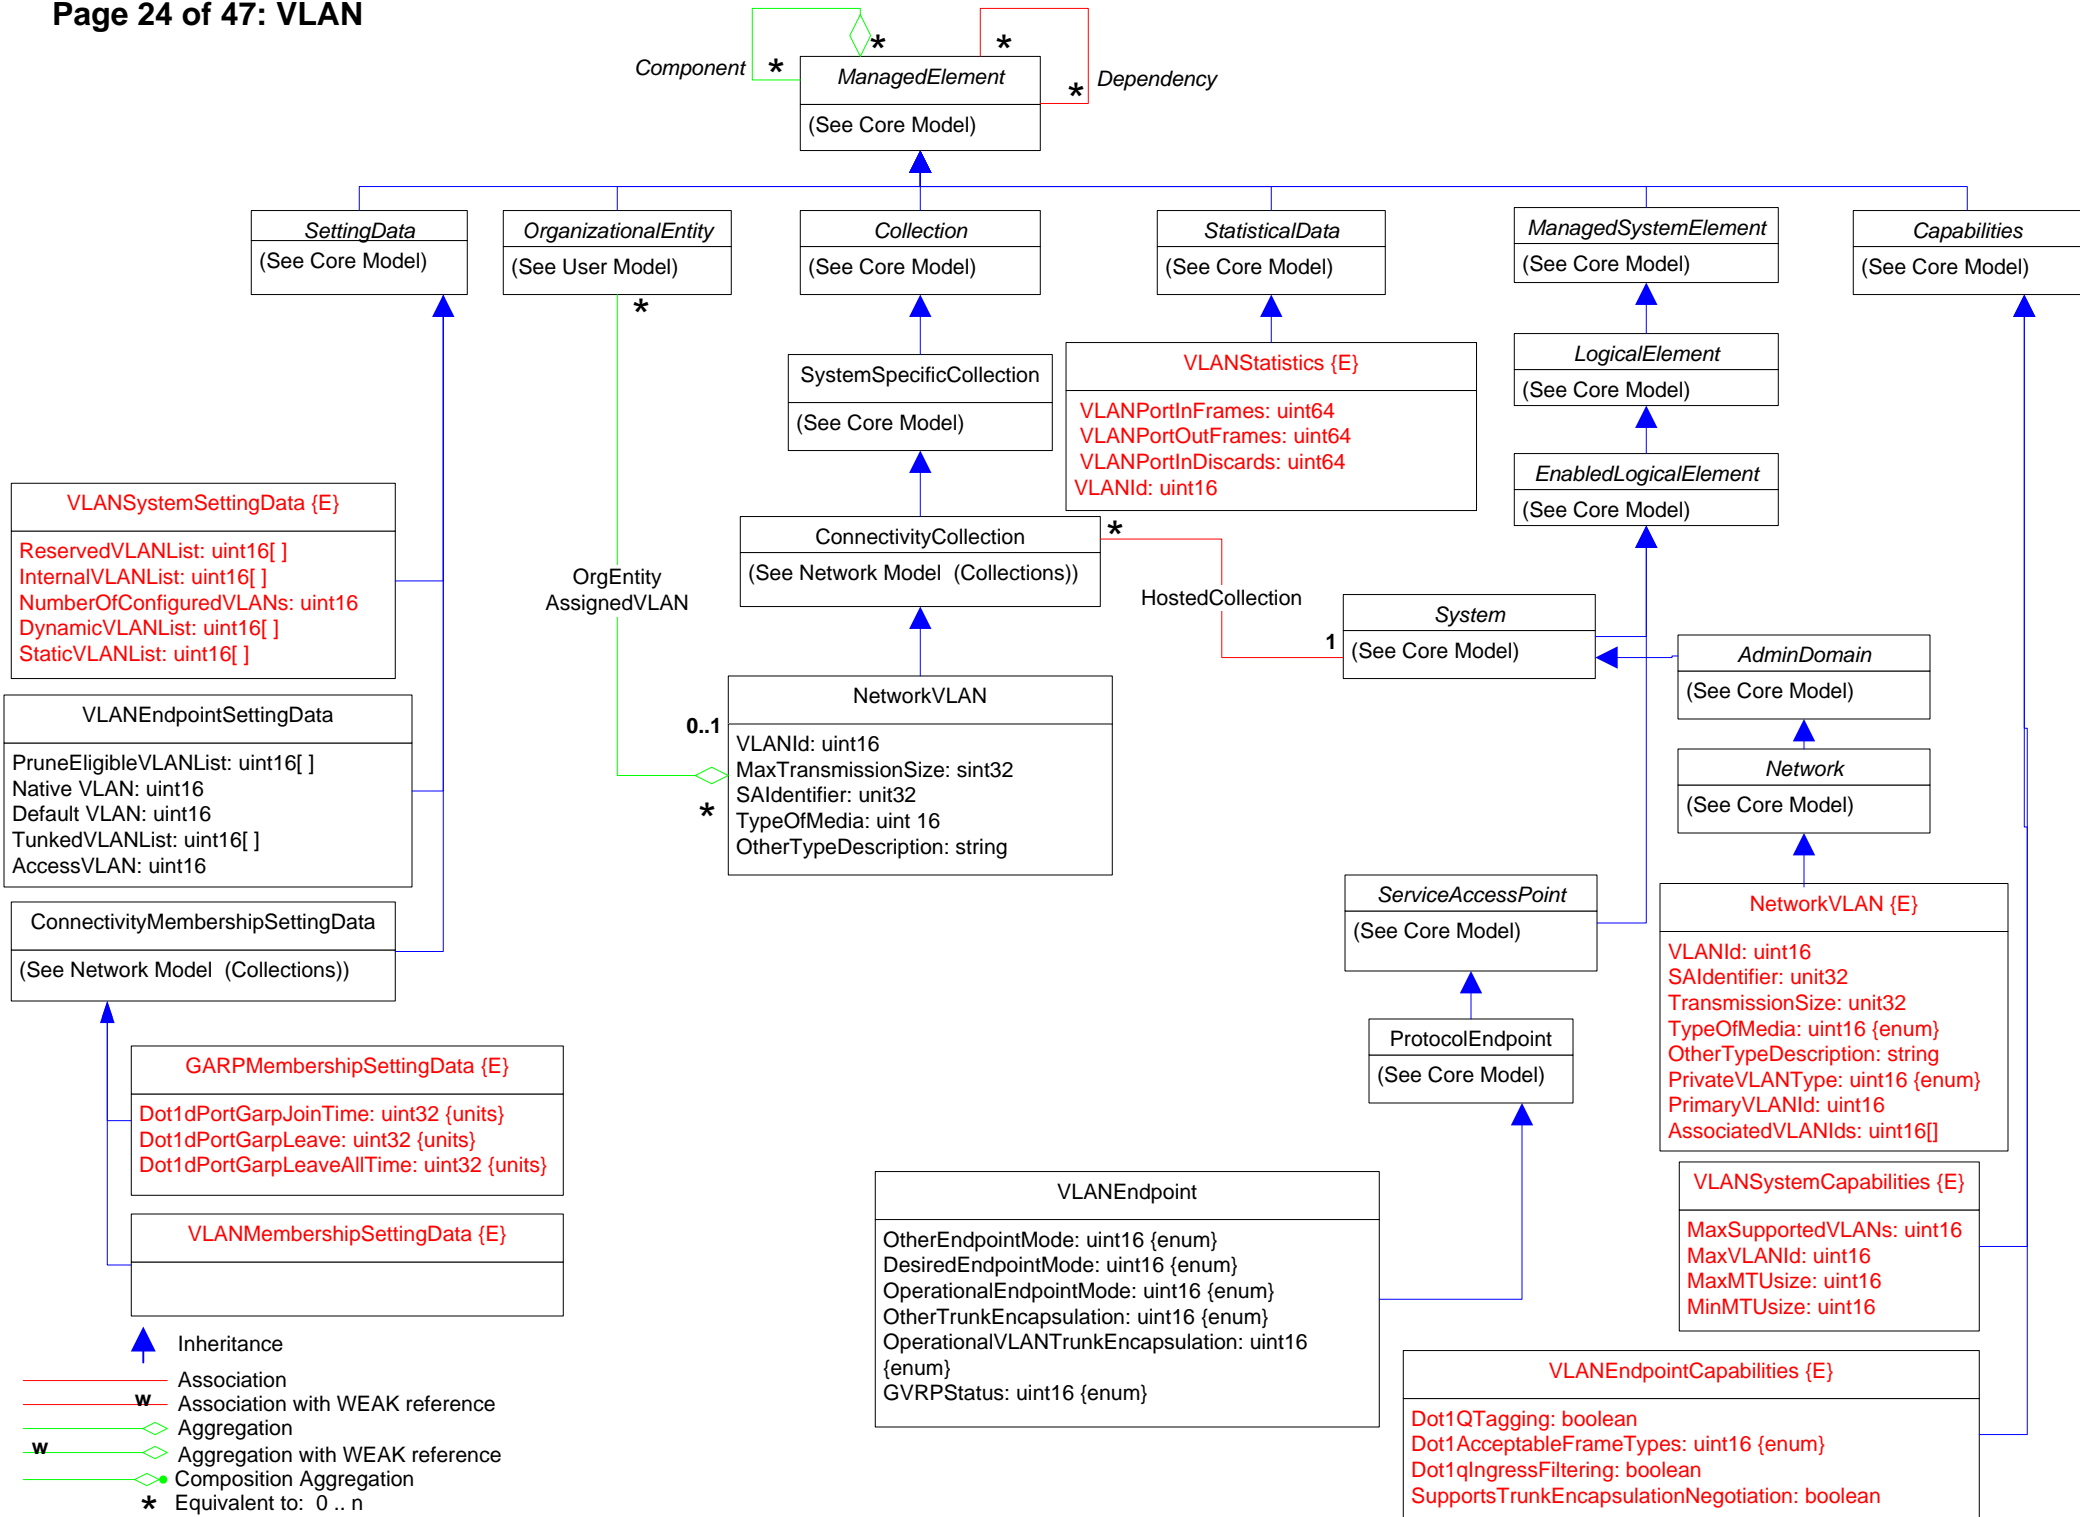 Page 24 of 47: VLAN
Component
*
*
*
*
Dependency
ManagedElement
(See Core Model)
SettingData
(See Core Model)
OrganizationalEntity
(See User Model)
*
Collection
(See Core Model)
StatisticalData
(See Core Model)
ManagedSystemElement
(See Core Model)
Capabilities
(See Core Model)
SystemSpecificCollection
(See Core Model)
VLANStatistics {E}
VLANPortInFrames: uint64
VLANPortOutFrames: uint64
VLANPortInDiscards: uint64
VLANId: uint16
LogicalElement
(See Core Model)
EnabledLogicalElement
(See Core Model)
VLANSystemSettingData {E}
ReservedVLANList: uint16[ ]
InternalVLANList: uint16[ ]
NumberOfConfiguredVLANs: uint16
DynamicVLANList: uint16[ ]
StaticVLANList: uint16[ ]
OrgEntity
AssignedVLAN
ConnectivityCollection
(See Network Model  (Collections))
*
HostedCollection
1
System
(See Core Model)
AdminDomain
(See Core Model)
VLANEndpointSettingData
PruneEligibleVLANList: uint16[ ]
Native VLAN: uint16
Default VLAN: uint16
TunkedVLANList: uint16[ ]
AccessVLAN: uint16
0..1
*
NetworkVLAN
VLANId: uint16
MaxTransmissionSize: sint32
SAIdentifier: unit32
TypeOfMedia: uint 16
OtherTypeDescription: string
Network
(See Core Model)
ConnectivityMembershipSettingData
(See Network Model  (Collections))
ServiceAccessPoint
(See Core Model)
NetworkVLAN {E}
VLANId: uint16
SAIdentifier: unit32
TransmissionSize: unit32
TypeOfMedia: uint16 {enum}
OtherTypeDescription: string
PrivateVLANType: uint16 {enum}
PrimaryVLANId: uint16
AssociatedVLANIds: uint16[]
ProtocolEndpoint
(See Core Model)
GARPMembershipSettingData {E}
Dot1dPortGarpJoinTime: uint32 {units}
Dot1dPortGarpLeave: uint32 {units}
Dot1dPortGarpLeaveAllTime: uint32 {units}
VLANMembershipSettingData {E}
VLANEndpoint
OtherEndpointMode: uint16 {enum}
DesiredEndpointMode: uint16 {enum}
OperationalEndpointMode: uint16 {enum}
OtherTrunkEncapsulation: uint16 {enum}
OperationalVLANTrunkEncapsulation: uint16
{enum}
GVRPStatus: uint16 {enum}
VLANSystemCapabilities {E}
MaxSupportedVLANs: uint16
MaxVLANId: uint16
MaxMTUsize: uint16
MinMTUsize: uint16
VLANEndpointCapabilities {E}
Dot1QTagging: boolean
Dot1AcceptableFrameTypes: uint16 {enum}
Dot1qIngressFiltering: boolean
SupportsTrunkEncapsulationNegotiation: boolean
Inheritance
Association
w Association with WEAK reference
Aggregation
w Aggregation with WEAK reference
Composition Aggregation
* Equivalent to:  0 .. n